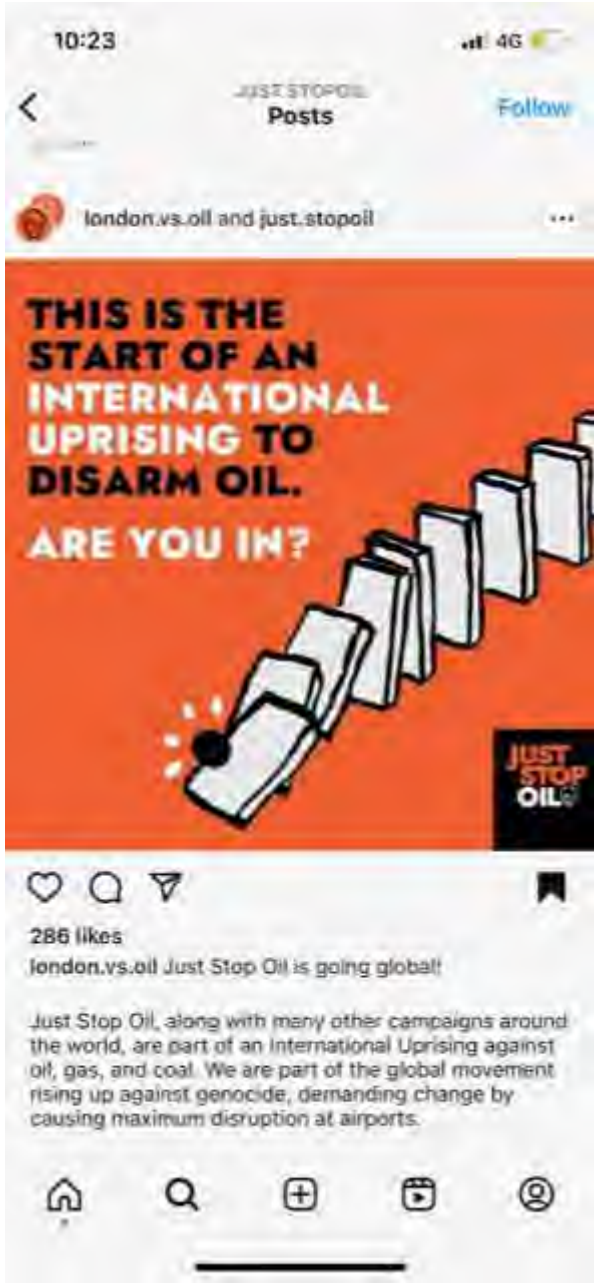 10:23
4G
JUST STOPOIL
Posts
Follow
london.vs.oil and just.stopoil
THIS IS THE
START OF AN
INTERNATIONAL
UPRISING TO
DISARM OIL.
ARE YOU IN?
JUST
STOP
OIL
286 likes
london.vs.oil Just Stop Oil is going global!
Just Stop Oil, along with many other campaigns around
the world, are part of an International Uprising against
oil, gas, and coal. We are part of the global movement
rising up against genocide, demanding change by
causing maximum disruption at airports.